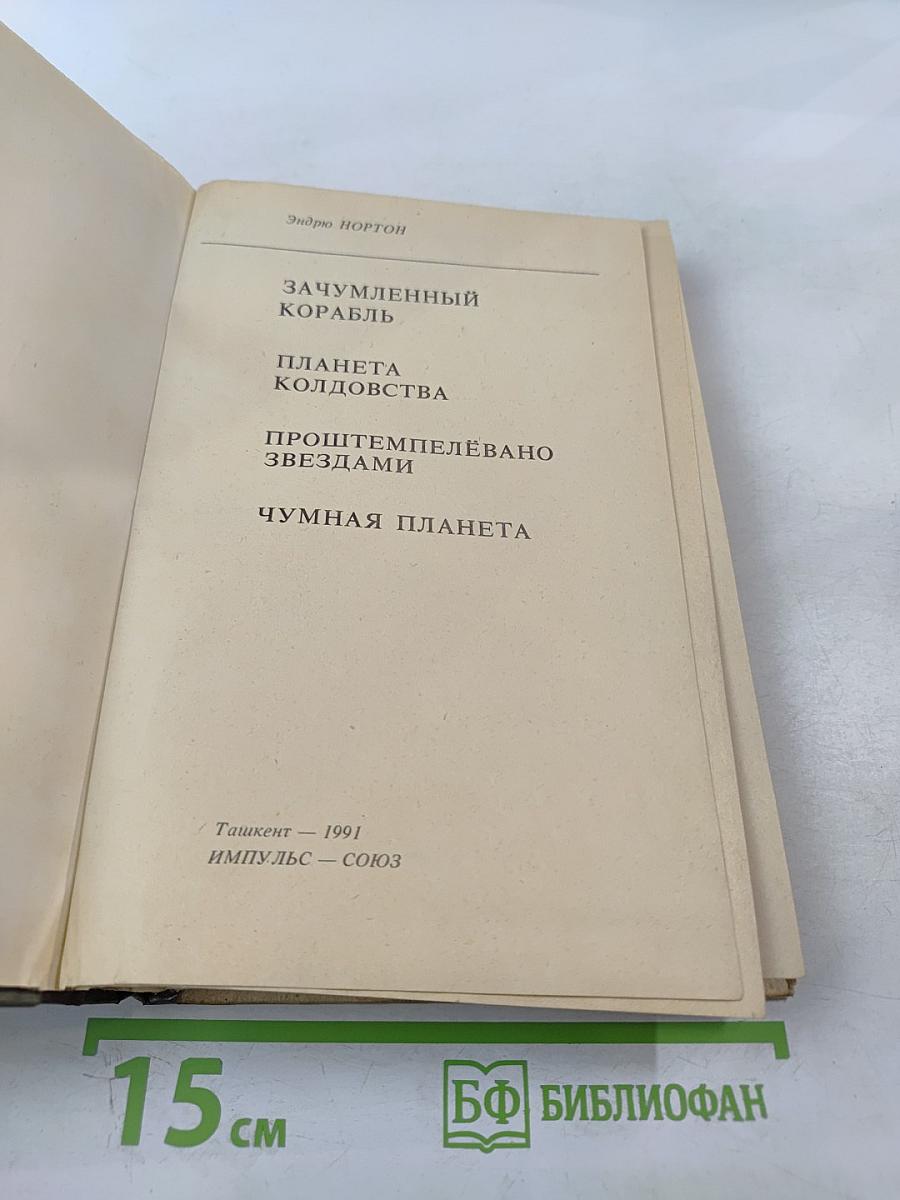 Эндрю НОРТОН
ЗАЧУМЛЕННЫЙ
КОРАБЛЬ
ПЛАНЕТА
КОЛДОВСТВА
ПРОШТЕМПЕЛЁВАНО
ЗВЕЗДАМИ
ЧУМНАЯ ПЛАНЕТА
Ташкент — 1991
ИМПУЛЬС — СОЮЗ
15 см
БФ БИБЛИОФАН